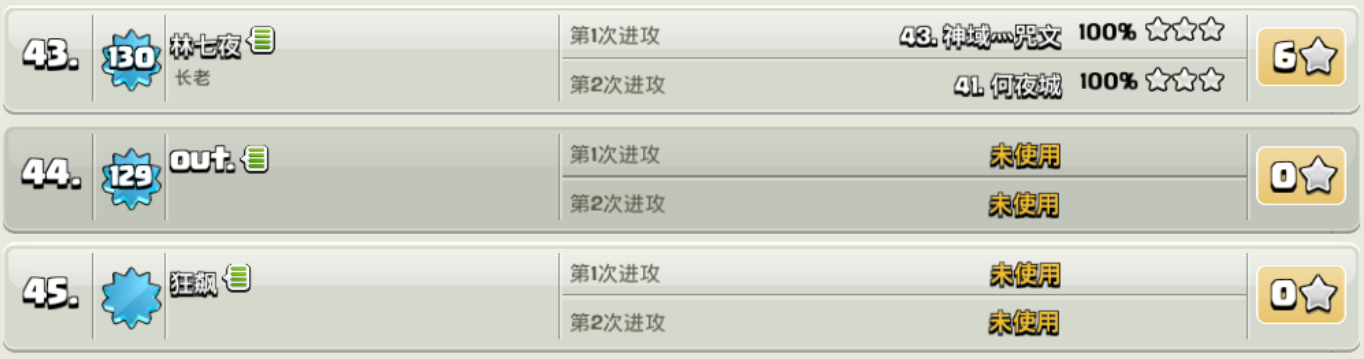 43. 130 林七夜 第1次进攻 43. 神域灬咒文 100% 6
长老 第2次进攻 41. 何夜城 100%
44. 129 out. 第1次进攻 未使用 0
第2次进攻 未使用
45. 狂飙 第1次进攻 未使用 0
第2次进攻 未使用